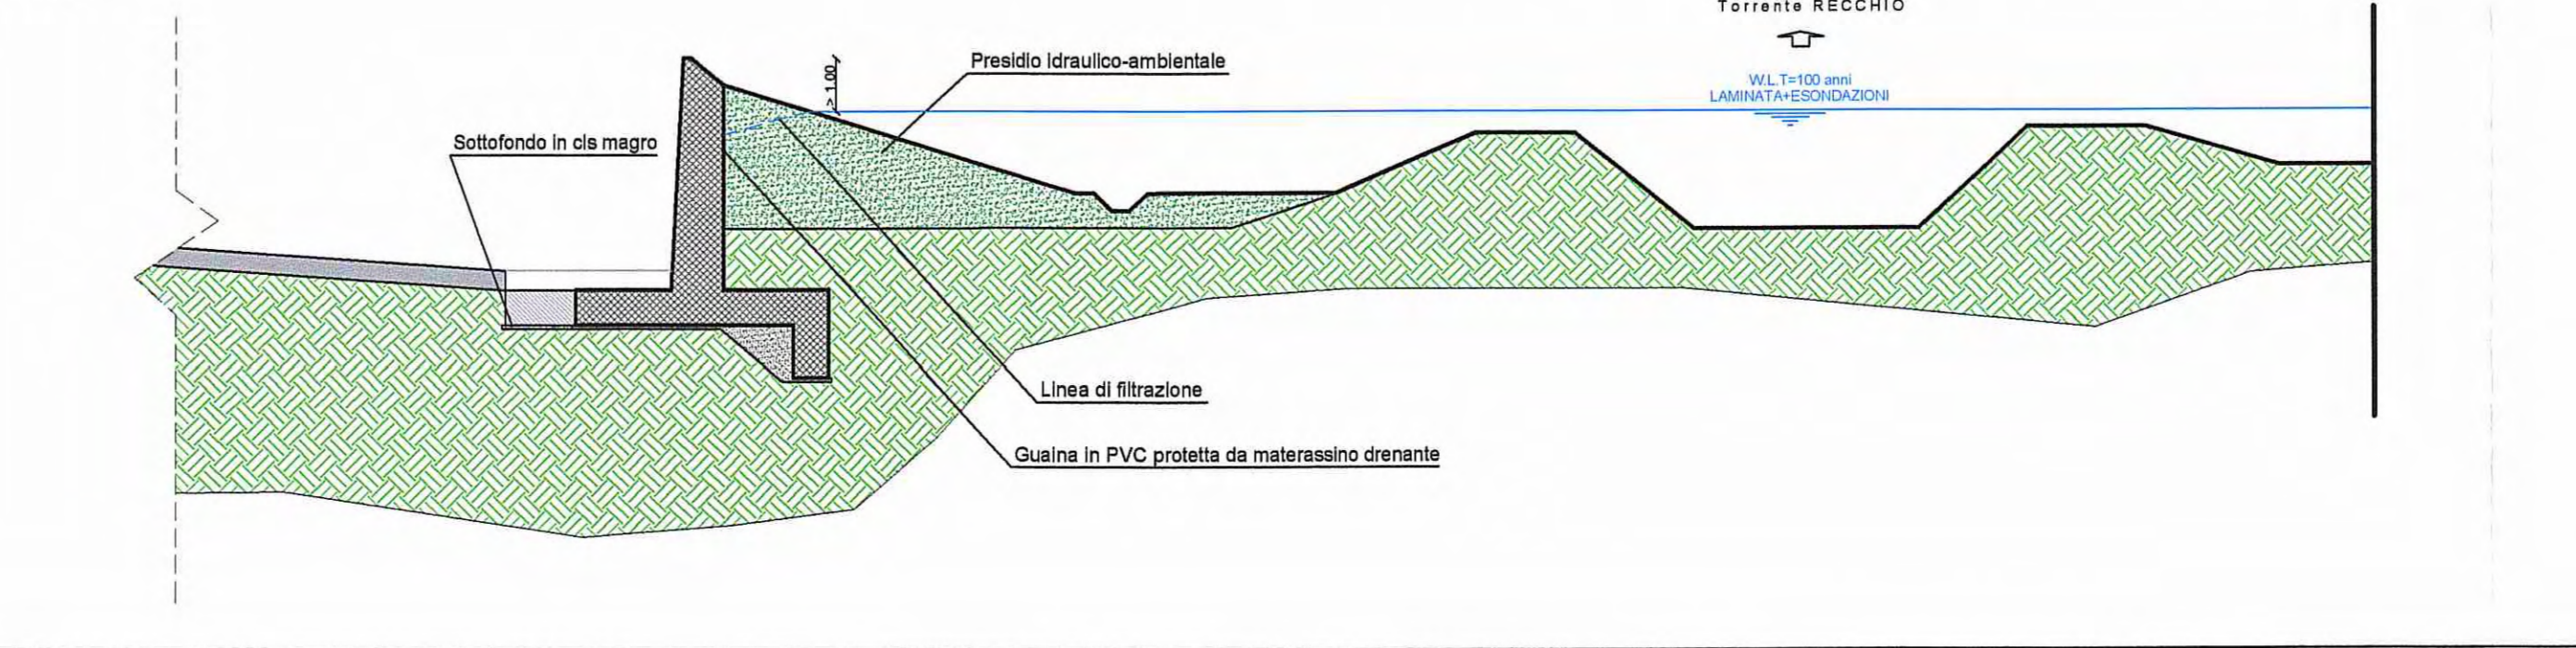 Torrente RECCHIO
Presidio idraulico-ambientale
> 1.00
W.L.T=100 anni
LAMINATA+ESONDAZIONI
Sottofondo in cls magro
Linea di filtrazione
Guaina in PVC protetta da materassino drenante